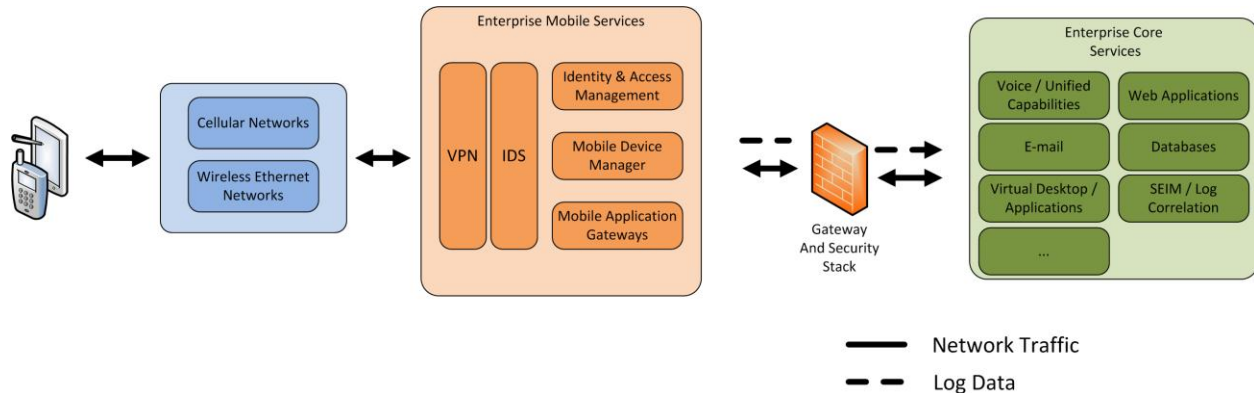 Enterprise Mobile Services
Cellular Networks
Wireless Ethernet
Networks
VPN
IDS
Identity & Access
Management
Mobile Device
Manager
Mobile Application
Gateways
Gateway
And Security
Stack
Enterprise Core
Services
Voice / Unified
Capabilities
Web Applications
E-mail
Databases
Virtual Desktop /
Applications
SEIM / Log
Correlation
...
Network Traffic
Log Data